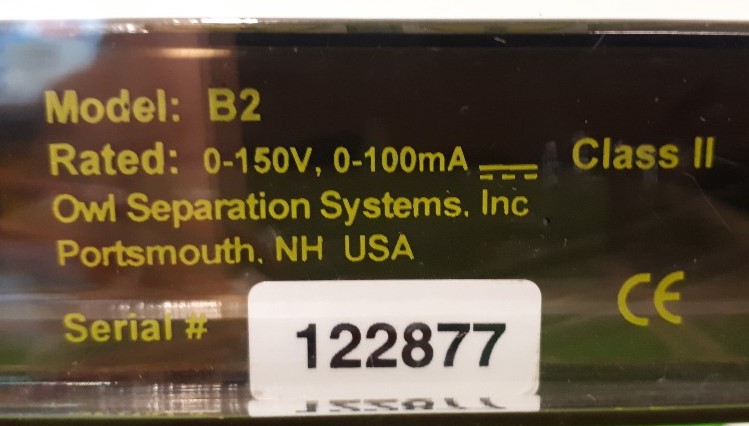 Model: B2
Rated: 0-150V, 0-100mA ⎓ Class II
Owl Separation Systems. Inc
Portsmouth, NH USA
CE
Serial # 122877